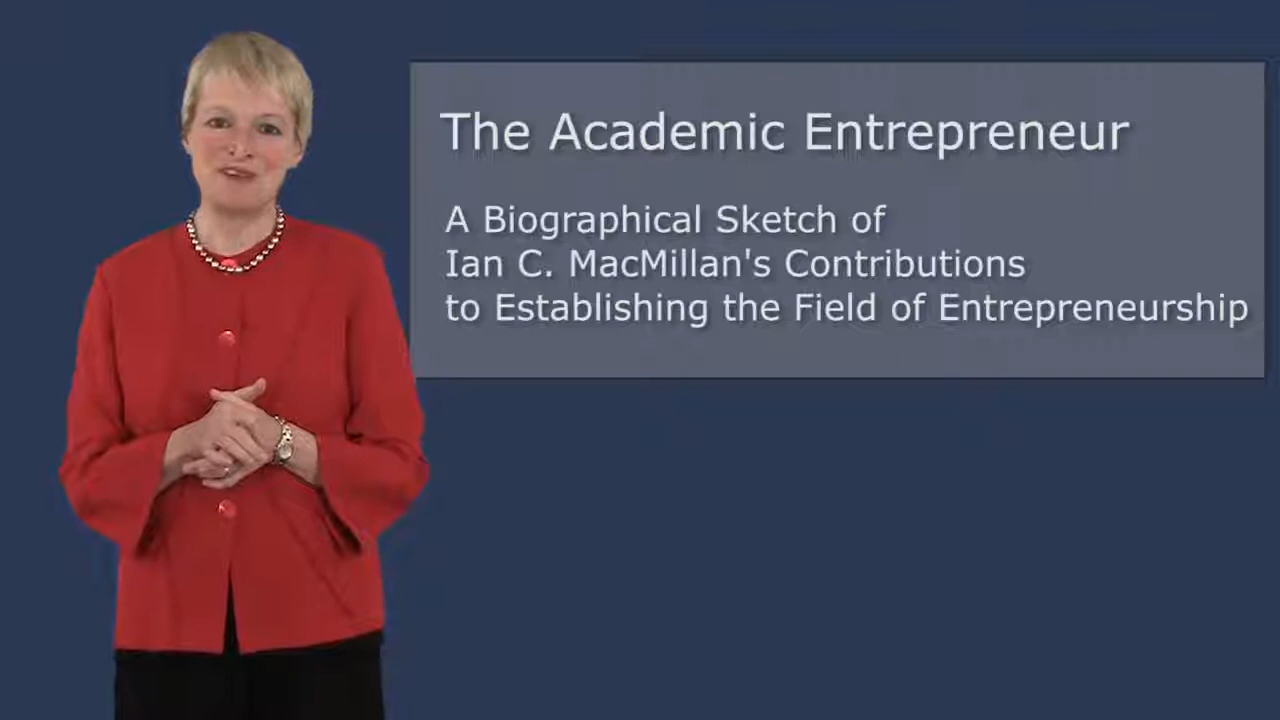 The Academic Entrepreneur
A Biographical Sketch of
Ian C. MacMillan's Contributions
to Establishing the Field of Entrepreneurship